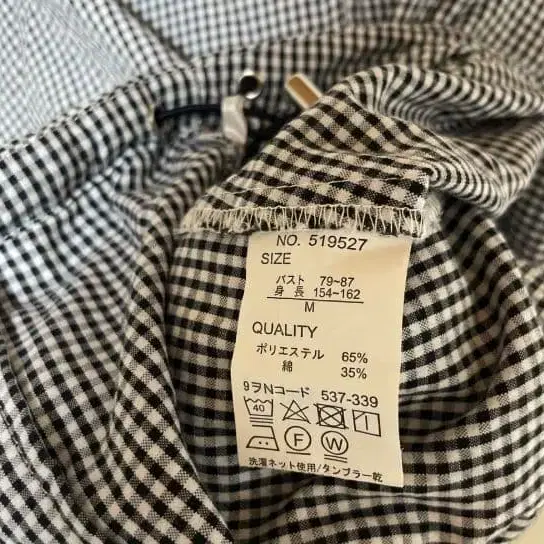 NO. 519527
SIZE
バスト 79~87
身長 154~162
M
QUALITY
ポリエステル 65%
綿 35%
9ヲNコード 537-339
40
F W
洗濯ネット使用/タンブラー乾